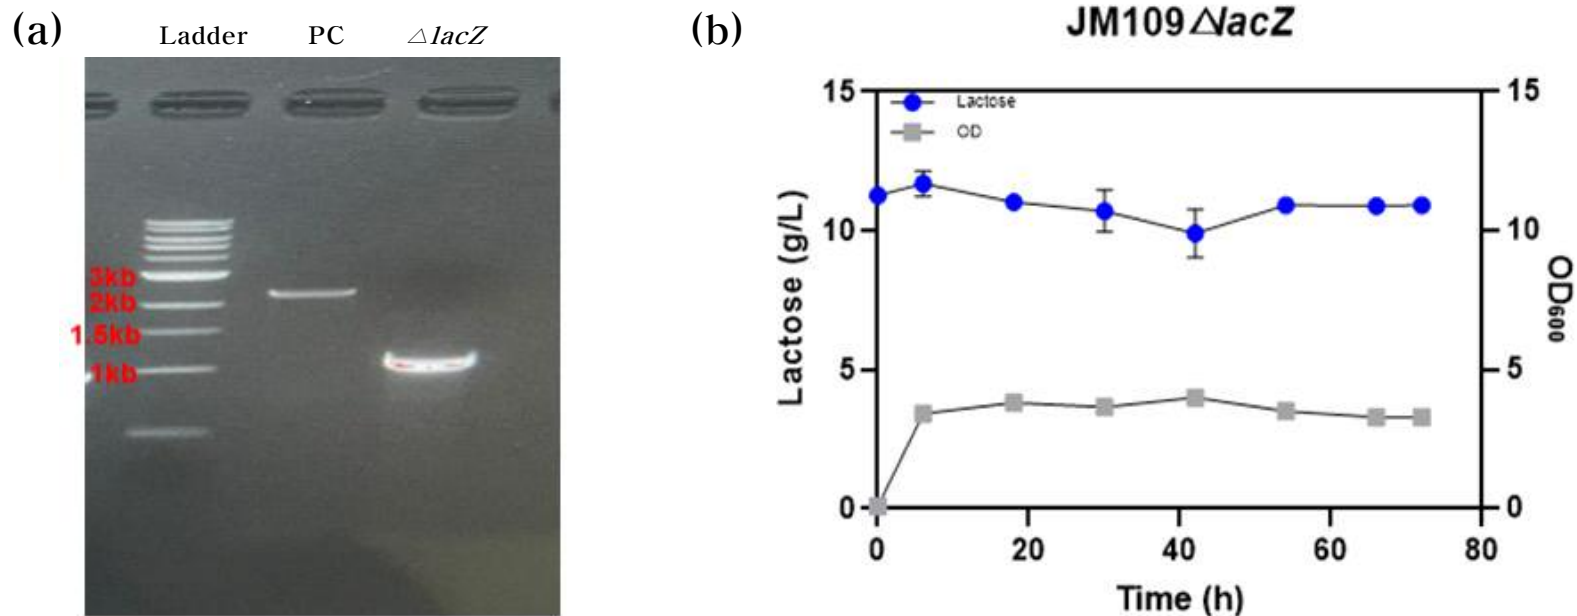 (a)
Ladder PC △lacZ
3kb
2kb
1.5kb
1kb
(b)
JM109△lacZ
Lactose
OD
15
10
5
0
Lactose (g/L)
15
10
5
0
OD600
0 20 40 60 80
Time (h)